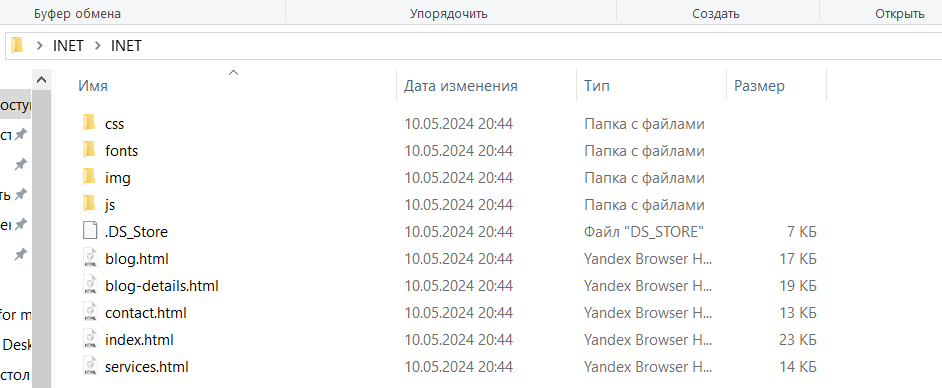 Буфер обмена Упорядочить Создать Открыть
INET INET
Имя Дата изменения Тип Размер
css 10.05.2024 20:44 Папка с файлами
fonts 10.05.2024 20:44 Папка с файлами
img 10.05.2024 20:44 Папка с файлами
js 10.05.2024 20:44 Папка с файлами
.DS_Store 10.05.2024 20:44 Файл "DS_STORE" 7 КБ
blog.html 10.05.2024 20:44 Yandex Browser H... 17 КБ
blog-details.html 10.05.2024 20:44 Yandex Browser H... 19 КБ
contact.html 10.05.2024 20:44 Yandex Browser H... 13 КБ
for m
index.html 10.05.2024 20:44 Yandex Browser H... 23 КБ
Desk
services.html 10.05.2024 20:44 Yandex Browser H... 14 КБ
стол